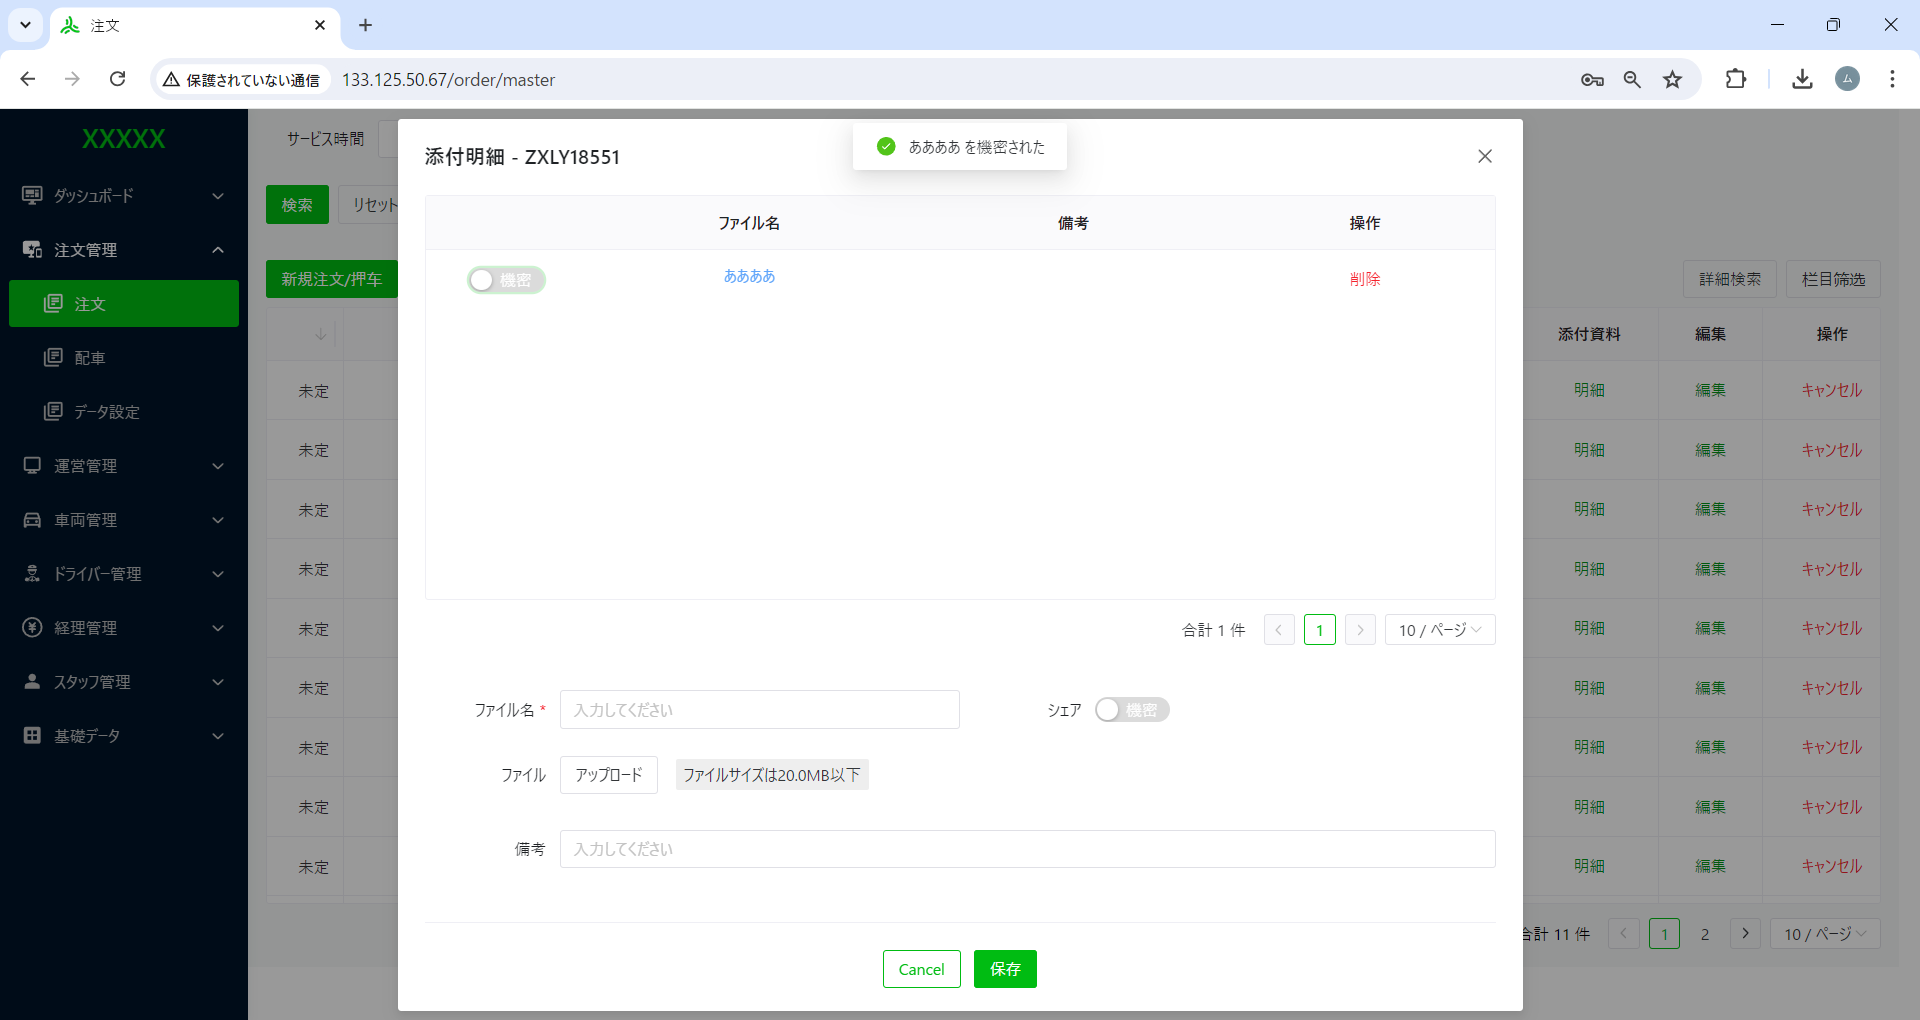 注文
保護されていない通信 133.125.50.67/order/master
ム
XXXXX
ダッシュボード
注文管理
注文
配車
データ設定
運営管理
車両管理
ドライバー管理
経理管理
スタッフ管理
基礎データ
サービス時間
検索 リセット
新規注文/押车 詳細検索 栏目筛选
添付資料 編集 操作
未定 明細 編集 キャンセル
未定 明細 編集 キャンセル
未定 明細 編集 キャンセル
未定 明細 編集 キャンセル
未定 明細 編集 キャンセル
未定 明細 編集 キャンセル
未定 明細 編集 キャンセル
未定 明細 編集 キャンセル
未定 明細 編集 キャンセル
合計 11 件 1 2 10 / ページ
添付明細 - ZXLY18551
ああああ を機密された
ファイル名 備考 操作
機密 ああああ 削除
合計 1 件 1 10 / ページ
ファイル名 * 入力してください シェア 機密
ファイル アップロード ファイルサイズは20.0MB以下
備考 入力してください
Cancel 保存